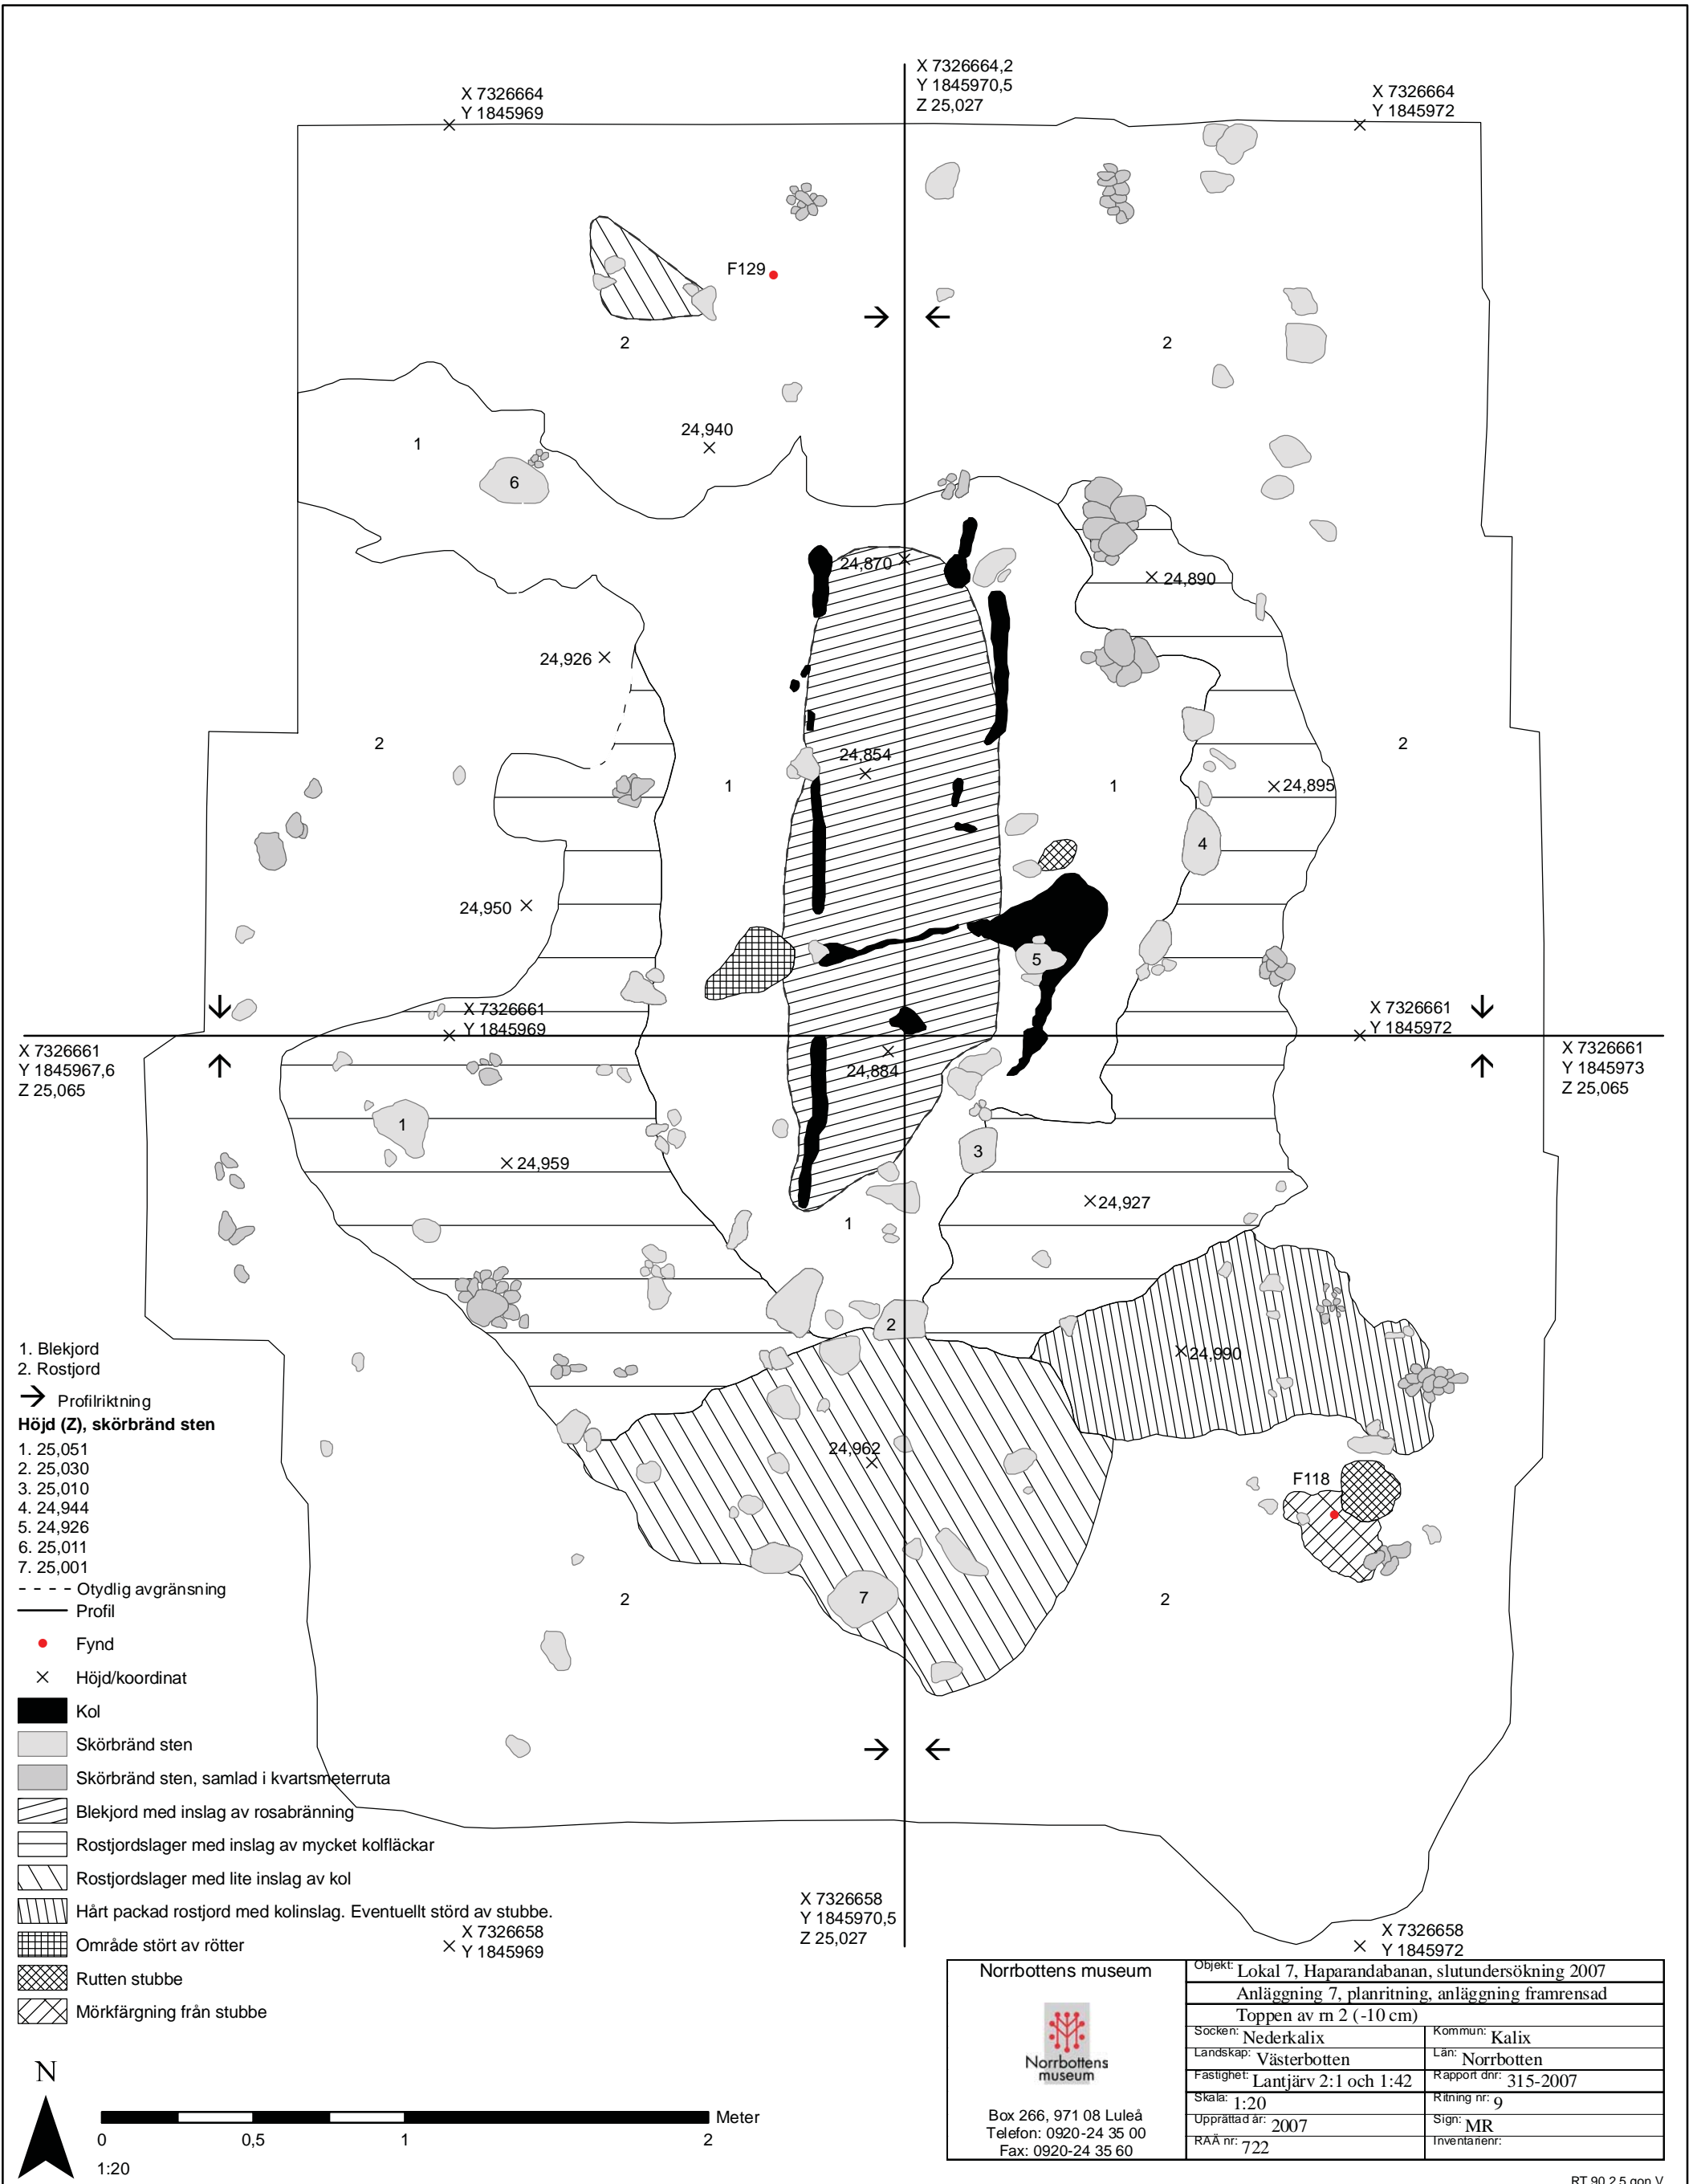 X 7326664,2
Y 1845970,5
Z 25,027
X 7326664
Y 1845969
X 7326664
Y 1845972
F129
2
2
24,940
1
6
24,870
24,890
24,926
2
24,854
1
1
24,895
2
4
24,950
5
X 7326661
Y 1845969
X 7326661
Y 1845972
X 7326661
Y 1845967,6
Z 25,065
24,884
X 7326661
Y 1845973
Z 25,065
1
3
24,959
24,927
1
2
24,990
24,962
F118
7
2
2
1. Blekjord
2. Rostjord
Profilriktning
Höjd (Z), skörbränd sten
1. 25,051
2. 25,030
3. 25,010
4. 24,944
5. 24,926
6. 25,011
7. 25,001
Otydlig avgränsning
Profil
Fynd
Höjd/koordinat
Kol
Skörbränd sten
Skörbränd sten, samlad i kvartsmeterruta
Blekjord med inslag av rosabränning
Rostjordslager med inslag av mycket kolfläckar
Rostjordslager med lite inslag av kol
Hårt packad rostjord med kolinslag. Eventuellt störd av stubbe.
Område stört av rötter
Rutten stubbe
Mörkfärgning från stubbe
X 7326658
Y 1845969
X 7326658
Y 1845970,5
Z 25,027
X 7326658
Y 1845972
N
Meter
0 0,5 1 2
1:20
Norrbottens museum
Norrbottens
museum
Box 266, 971 08 Luleå
Telefon: 0920-24 35 00
Fax: 0920-24 35 60
Objekt: Lokal 7, Haparandabanan, slutundersökning 2007
Anläggning 7, planritning, anläggning framrensad
Toppen av rn 2 (-10 cm)
Socken: Nederkalix Kommun: Kalix
Landskap: Västerbotten Län: Norrbotten
Fastighet: Lantjärv 2:1 och 1:42 Rapport dnr: 315-2007
Skala: 1:20 Ritning nr: 9
Upprättad år: 2007 Sign: MR
RAÄ nr: 722 Inventarienr:
RT 90 2,5 gon V